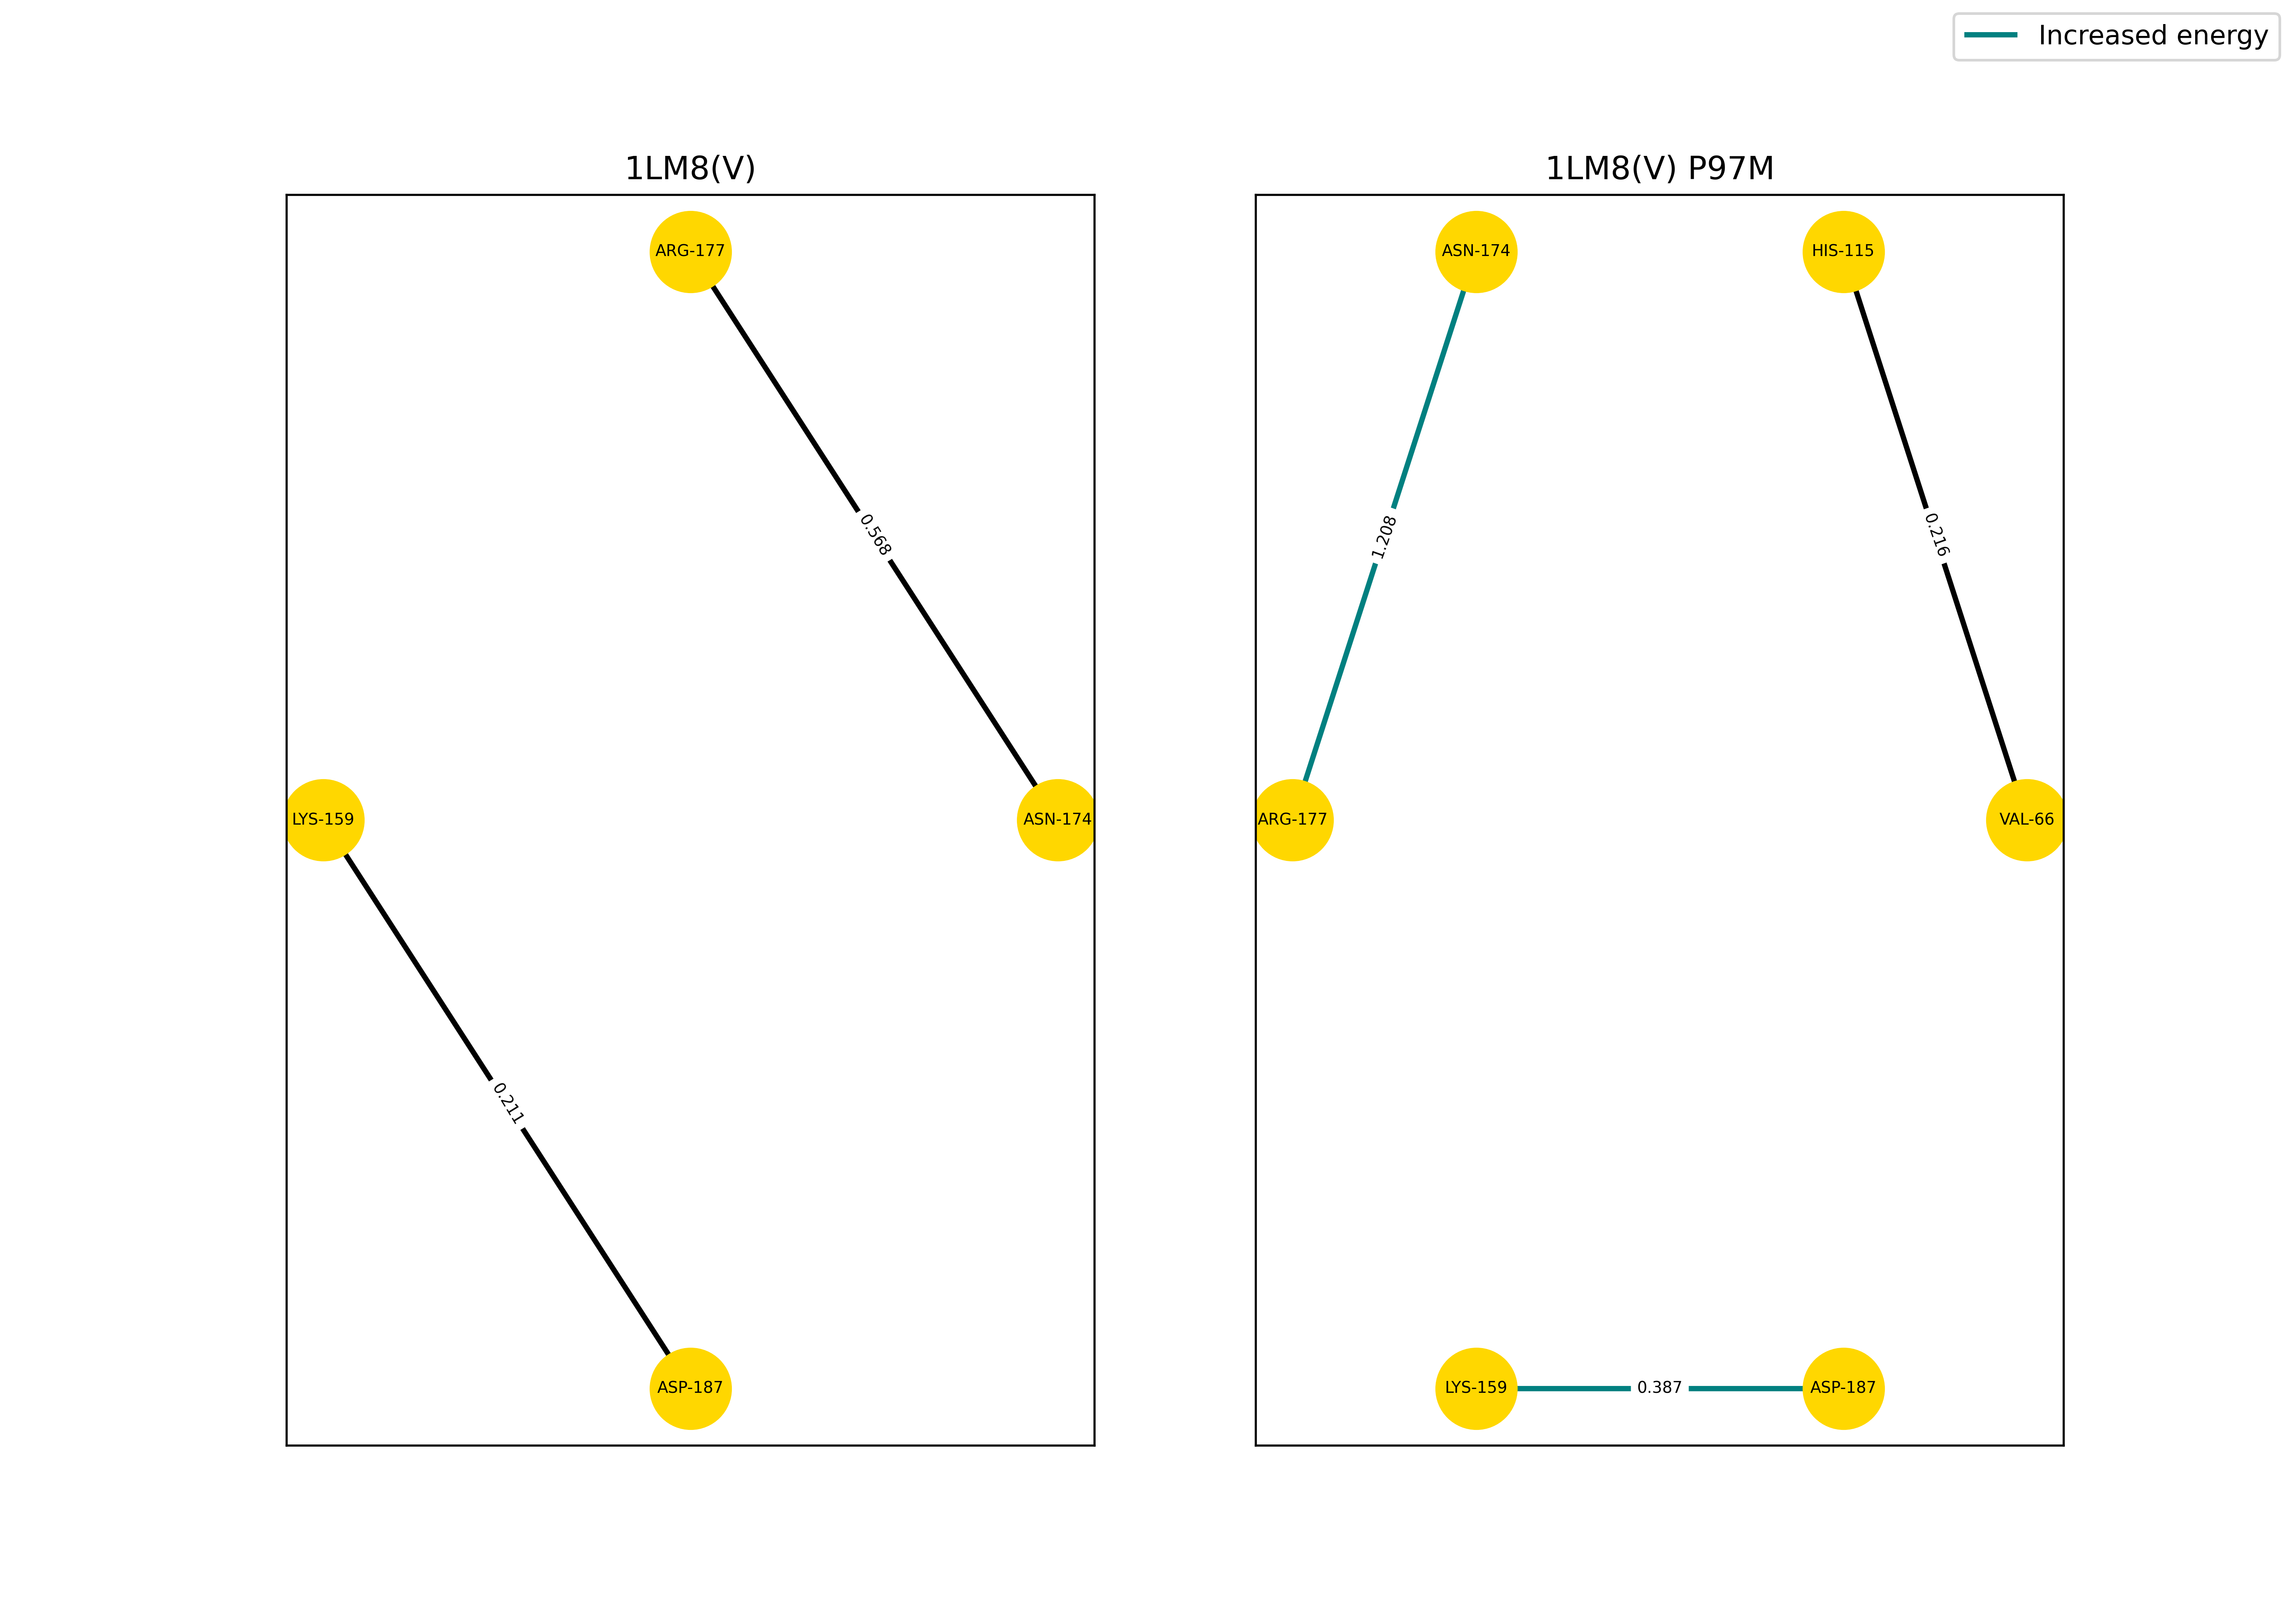 Increased energy
1LM8(V)
ARG-177
0.568
LYS-159
ASN-174
0.211
ASP-187
1LM8(V) P97M
ASN-174
HIS-115
1.208
0.216
ARG-177
VAL-66
LYS-159
0.387
ASP-187